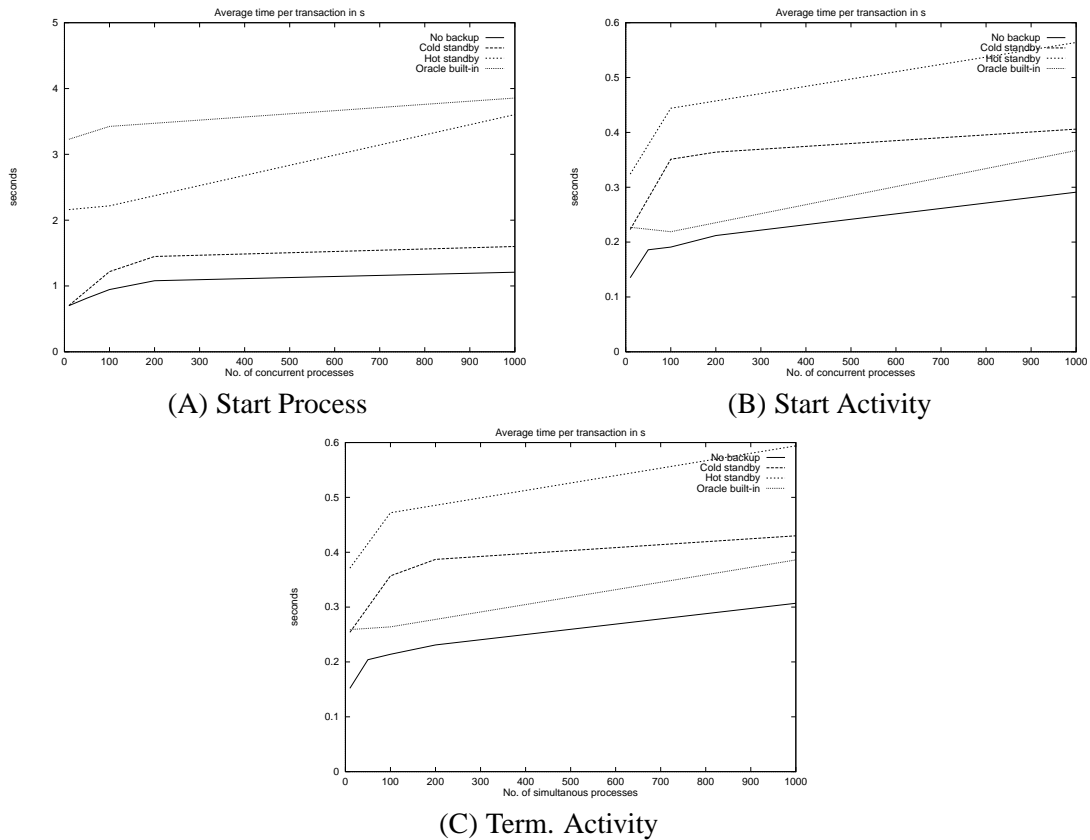 Average time per transaction in s
5
4
3
2
1
0
seconds
No backup
Cold standby
Hot standby
Oracle built-in
0 100 200 300 400 500 600 700 800 900 1000
No. of concurrent processes
(A) Start Process
Average time per transaction in s
0.6
0.5
0.4
0.3
0.2
0.1
0
seconds
No backup
Cold standby
Hot standby
Oracle built-in
0 100 200 300 400 500 600 700 800 900 1000
No. of concurrent processes
(B) Start Activity
Average time per transaction in s
0.6
0.5
0.4
0.3
0.2
0.1
0
seconds
No backup
Cold standby
Hot standby
Oracle built-in
0 100 200 300 400 500 600 700 800 900 1000
No. of simultanous processes
(C) Term. Activity